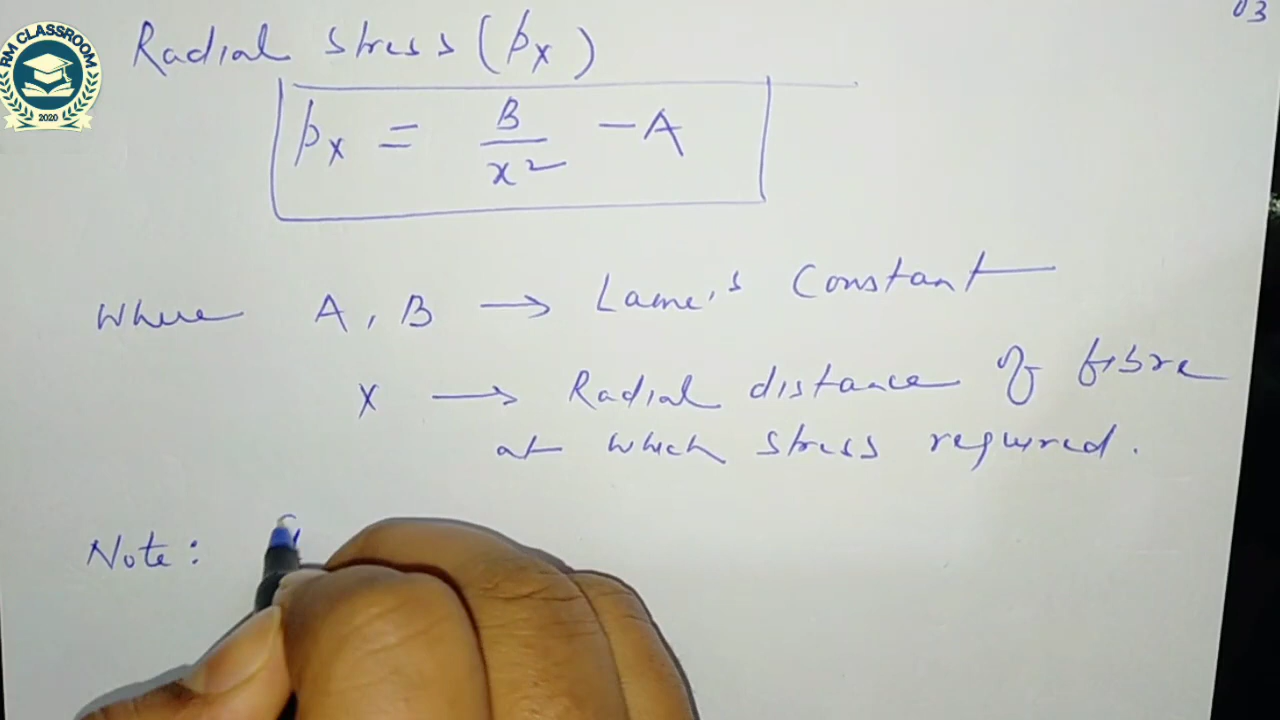 RM CLASSROOM
2020
03
Radial stress (px)
px = B/x² - A
where A, B → Lame's Constant
x → Radial distance of fibre
at which stress required.
Note: